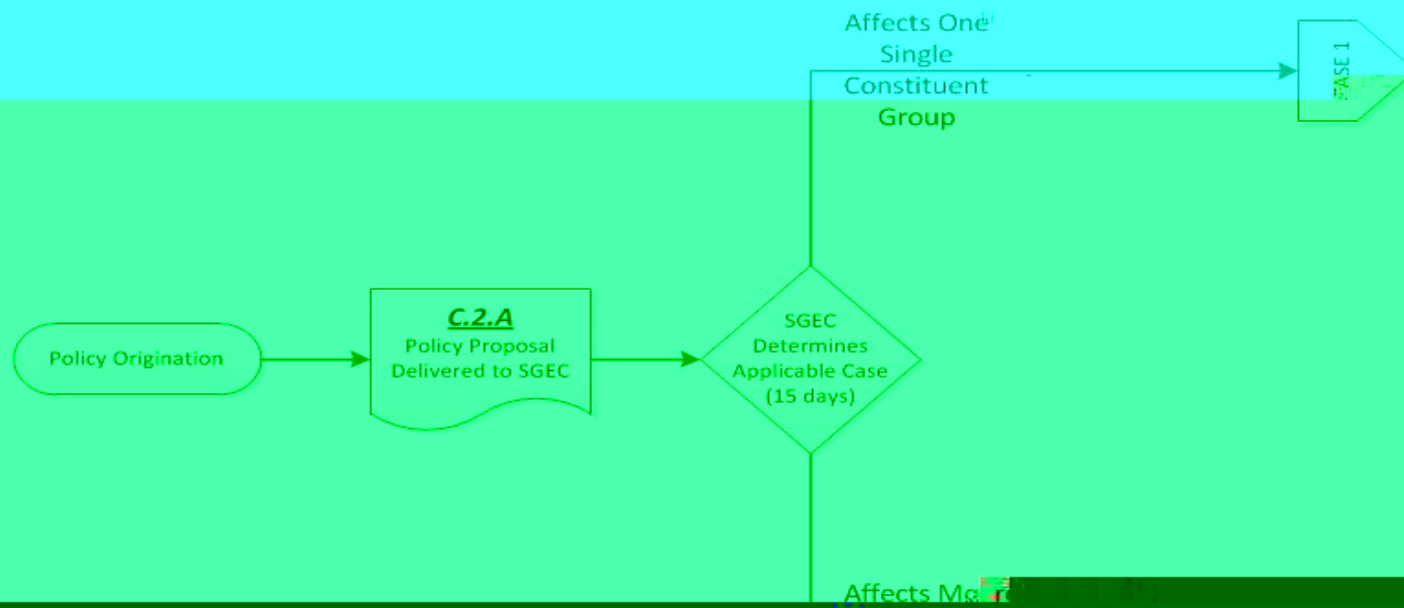 Affects One
Single
Constituent
Group
Policy Origination
C.2.A
Policy Proposal
Delivered to SGEC
SGEC
Determines
Applicable Case
(15 days)
Affects